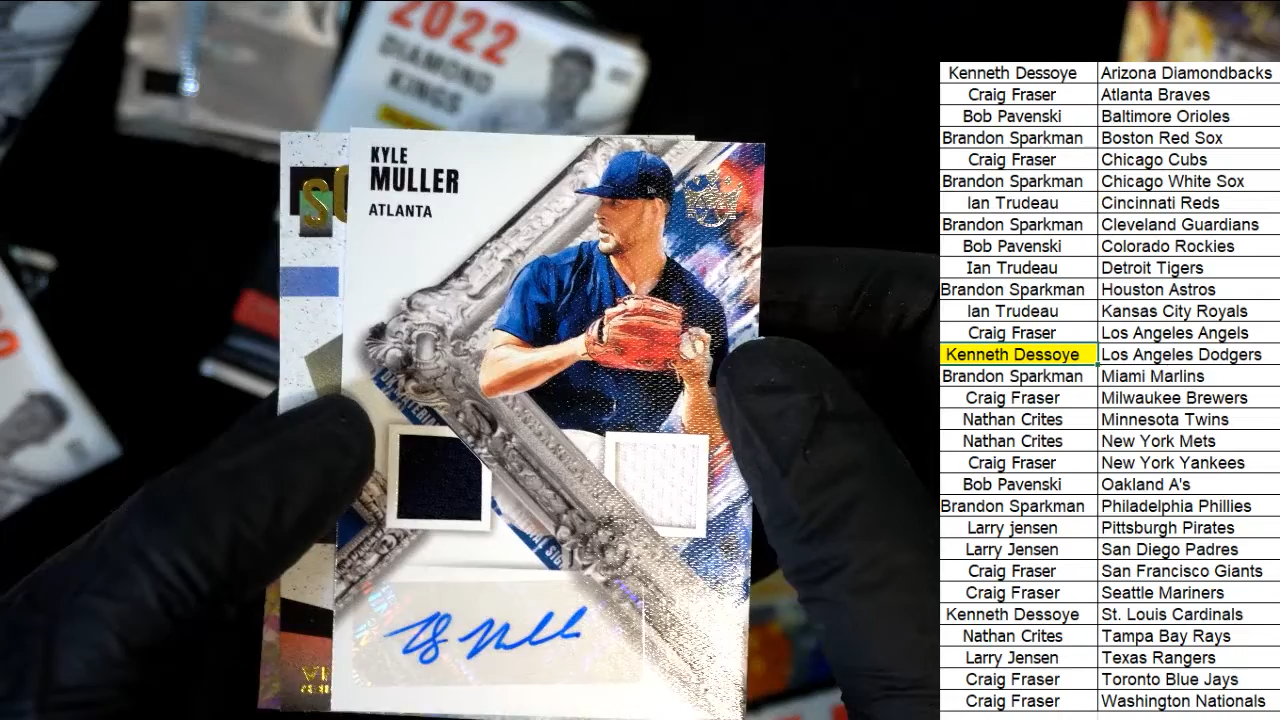 2022
DIAMOND
KINGS
KYLE
MULLER
ATLANTA
Kenneth Dessoye Arizona Diamondbacks
Craig Fraser Atlanta Braves
Bob Pavenski Baltimore Orioles
Brandon Sparkman Boston Red Sox
Craig Fraser Chicago Cubs
Brandon Sparkman Chicago White Sox
Ian Trudeau Cincinnati Reds
Brandon Sparkman Cleveland Guardians
Bob Pavenski Colorado Rockies
Ian Trudeau Detroit Tigers
Brandon Sparkman Houston Astros
Ian Trudeau Kansas City Royals
Craig Fraser Los Angeles Angels
Kenneth Dessoye Los Angeles Dodgers
Brandon Sparkman Miami Marlins
Craig Fraser Milwaukee Brewers
Nathan Crites Minnesota Twins
Nathan Crites New York Mets
Craig Fraser New York Yankees
Bob Pavenski Oakland A's
Brandon Sparkman Philadelphia Phillies
Larry jensen Pittsburgh Pirates
Larry Jensen San Diego Padres
Craig Fraser San Francisco Giants
Craig Fraser Seattle Mariners
Kenneth Dessoye St. Louis Cardinals
Nathan Crites Tampa Bay Rays
Larry Jensen Texas Rangers
Craig Fraser Toronto Blue Jays
Craig Fraser Washington Nationals